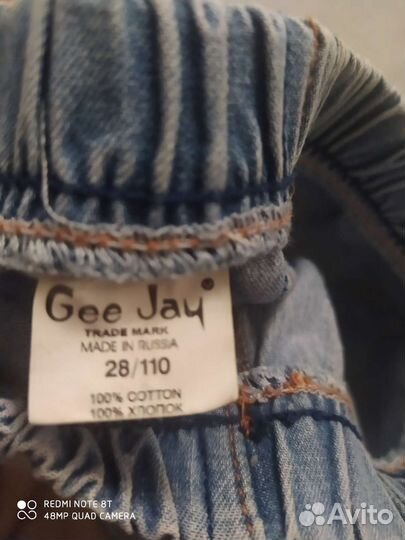 Gee Jay
TRADE MARK
MADE IN RUSSIA
28/110
100% COTTON
100% ХЛОПОК
REDMI NOTE 8T
48MP QUAD CAMERA
Avito